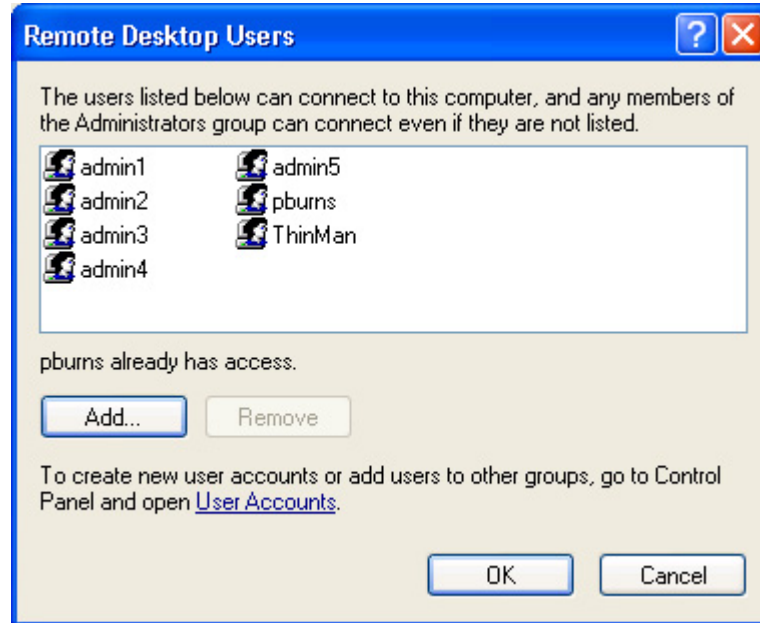 Remote Desktop Users
The users listed below can connect to this computer, and any members of
the Administrators group can connect even if they are not listed.
admin1
admin2
admin3
admin4
admin5
pburns
ThinMan
pburns already has access.
Add... Remove
To create new user accounts or add users to other groups, go to Control
Panel and open User Accounts.
OK Cancel